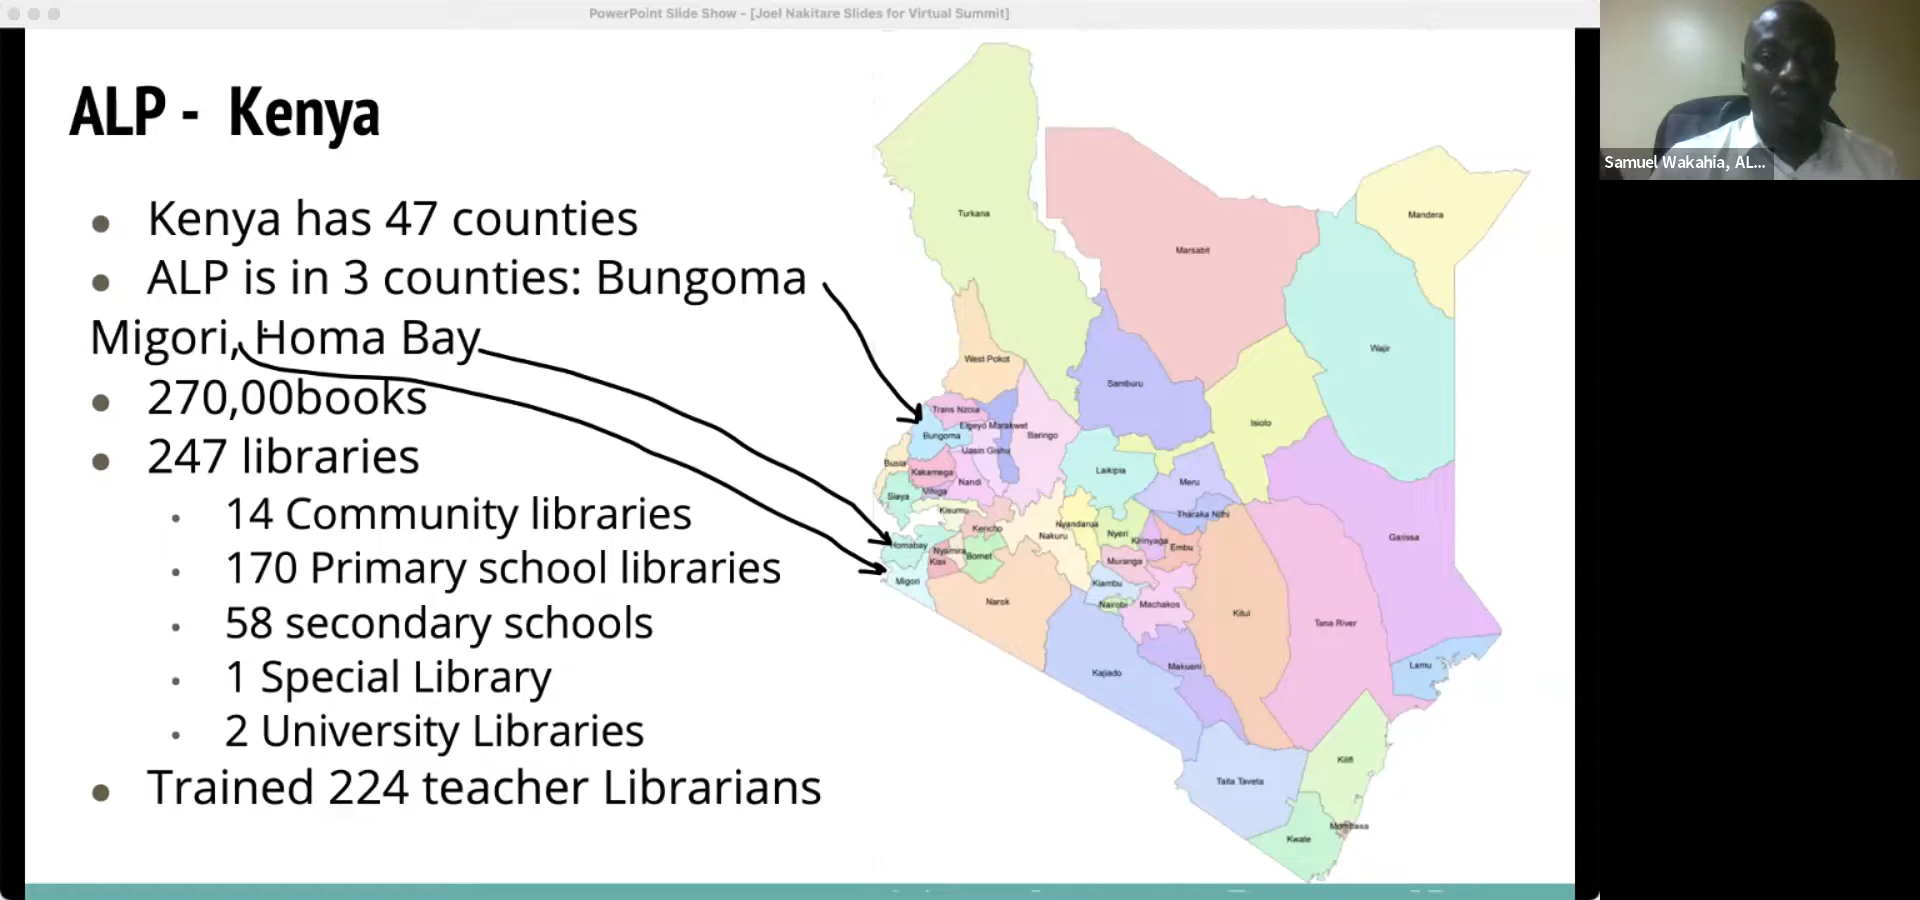 PowerPoint Slide Show - [Joel Nakitare Slides for Virtual Summit]
ALP - Kenya
Kenya has 47 counties
ALP is in 3 counties: Bungoma
Migori, Homa Bay
270,00books
247 libraries
14 Community libraries
170 Primary school libraries
58 secondary schools
1 Special Library
2 University Libraries
Trained 224 teacher Librarians
Turkana
Marsabit
Mandera
Wajir
West Pokot
Samburu
Isiolo
Trans Nzoia
Elgeyo Marakwet
Bungoma
Baringo
Uasin Gishu
Busia
Kakamega
Laikipia
Nandi
Meru
Vihiga
Siaya
Kisumu
Tharaka Nithi
Nyandarua
Kericho
Nakuru
Nyeri
Kirinyaga
Garissa
Homabay
Nyamira
Embu
Bomet
Kisii
Muranga
Migori
Kiambu
Narok
Nairobi
Machakos
Kitui
Tana River
Makueni
Lamu
Kajiado
Kilifi
Taita Taveta
Mombasa
Kwale
Samuel Wakahia, AL...